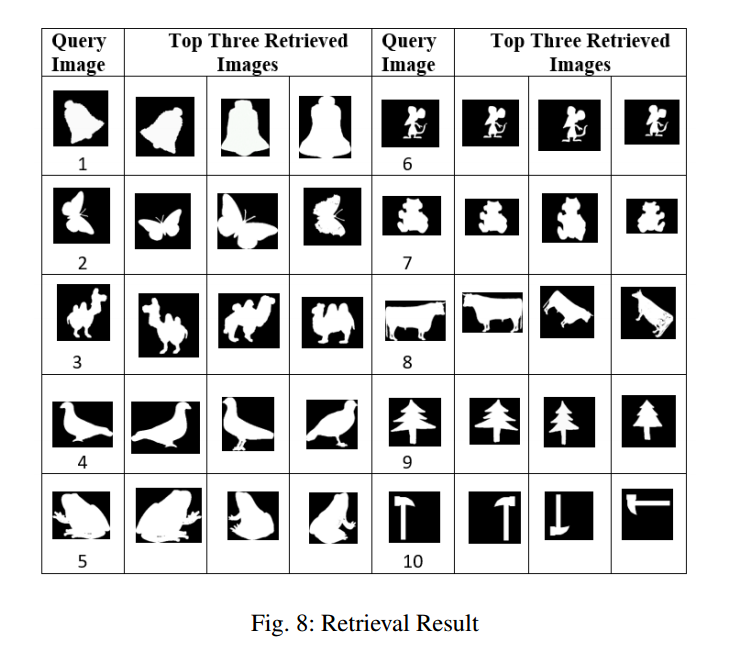 Query Image
Top Three Retrieved Images
Query Image
Top Three Retrieved Images
1
6
2
7
3
8
4
9
5
10
Fig. 8: Retrieval Result